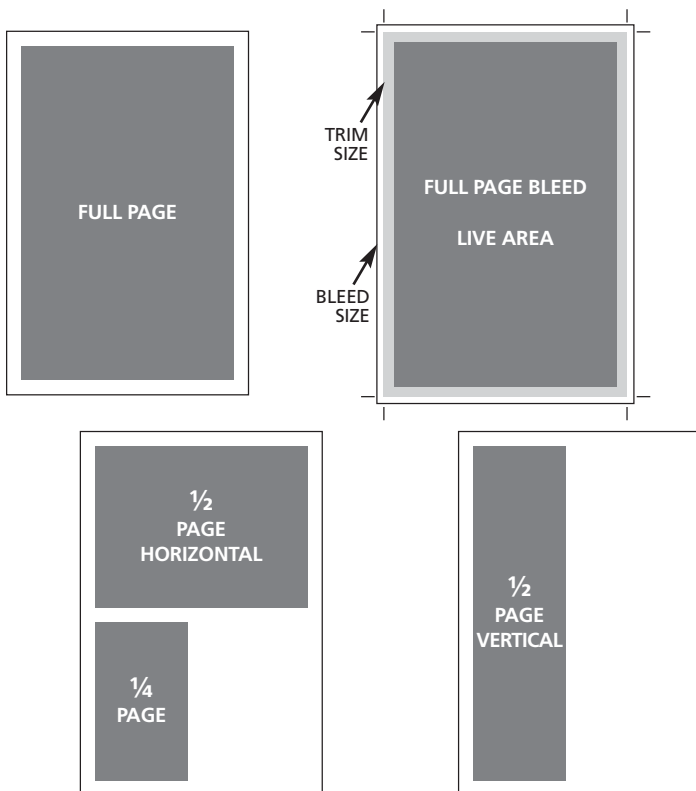 FULL PAGE
TRIM
SIZE
FULL PAGE BLEED
LIVE AREA
BLEED
SIZE
½
PAGE
HORIZONTAL
¼
PAGE
½
PAGE
VERTICAL